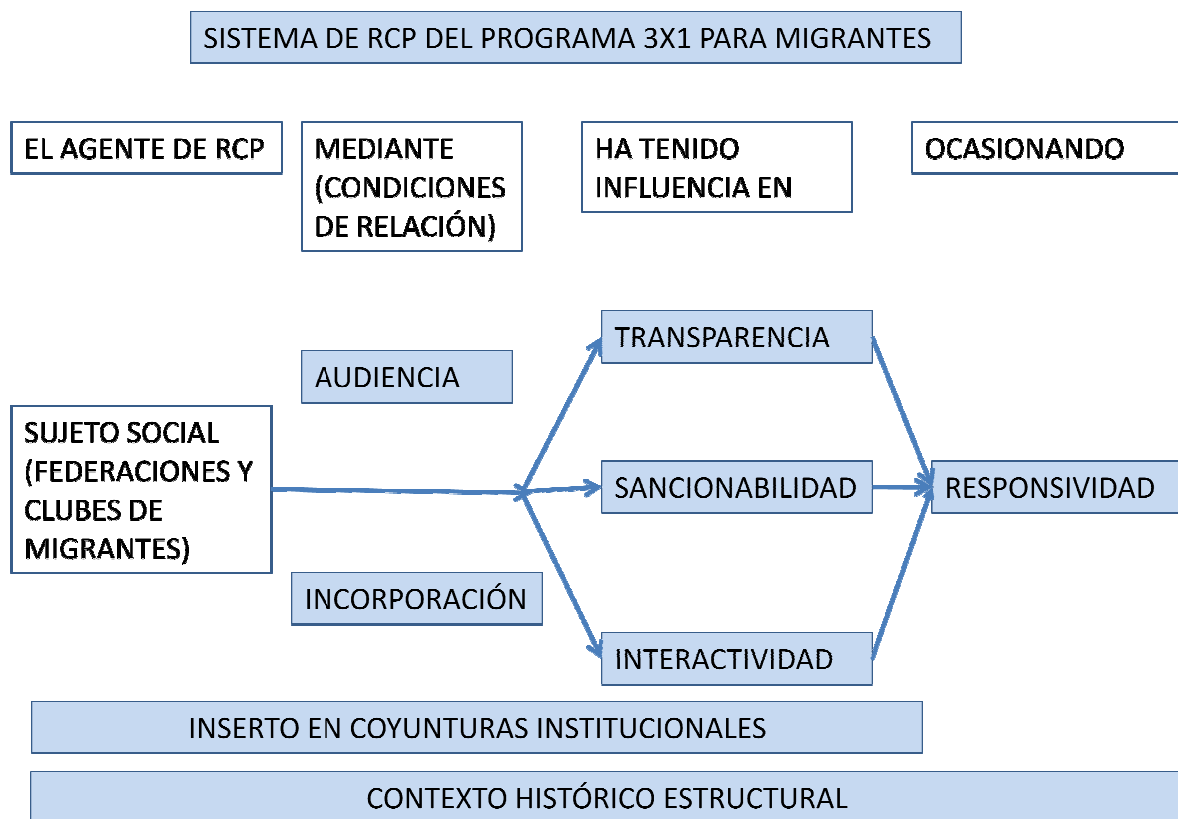 SISTEMA DE RCP DEL PROGRAMA 3X1 PARA MIGRANTES
EL AGENTE DE RCP
MEDIANTE
(CONDICIONES
DE RELACIÓN)
HA TENIDO
INFLUENCIA EN
OCASIONANDO
TRANSPARENCIA
AUDIENCIA
SUJETO SOCIAL
(FEDERACIONES Y
CLUBES DE
MIGRANTES)
SANCIONABILIDAD
RESPONSIVIDAD
INCORPORACIÓN
INTERACTIVIDAD
INSERTO EN COYUNTURAS INSTITUCIONALES
CONTEXTO HISTÓRICO ESTRUCTURAL